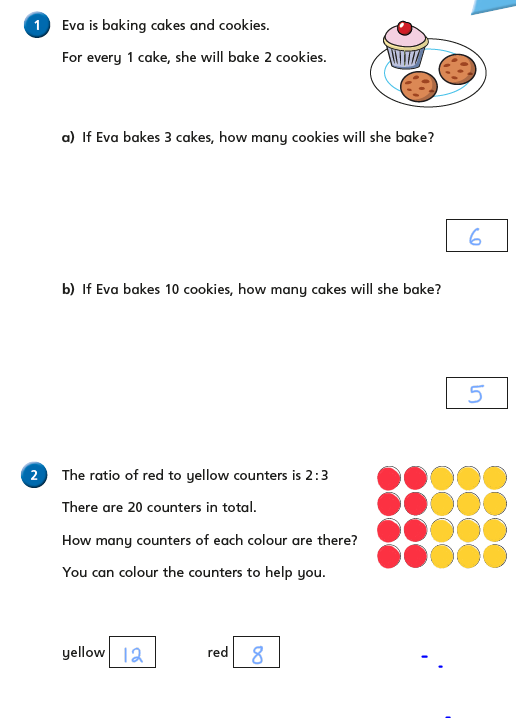 1 Eva is baking cakes and cookies.
For every 1 cake, she will bake 2 cookies.
a) If Eva bakes 3 cakes, how many cookies will she bake?
6
b) If Eva bakes 10 cookies, how many cakes will she bake?
5
2 The ratio of red to yellow counters is 2:3
There are 20 counters in total.
How many counters of each colour are there?
You can colour the counters to help you.
yellow 12 red 8